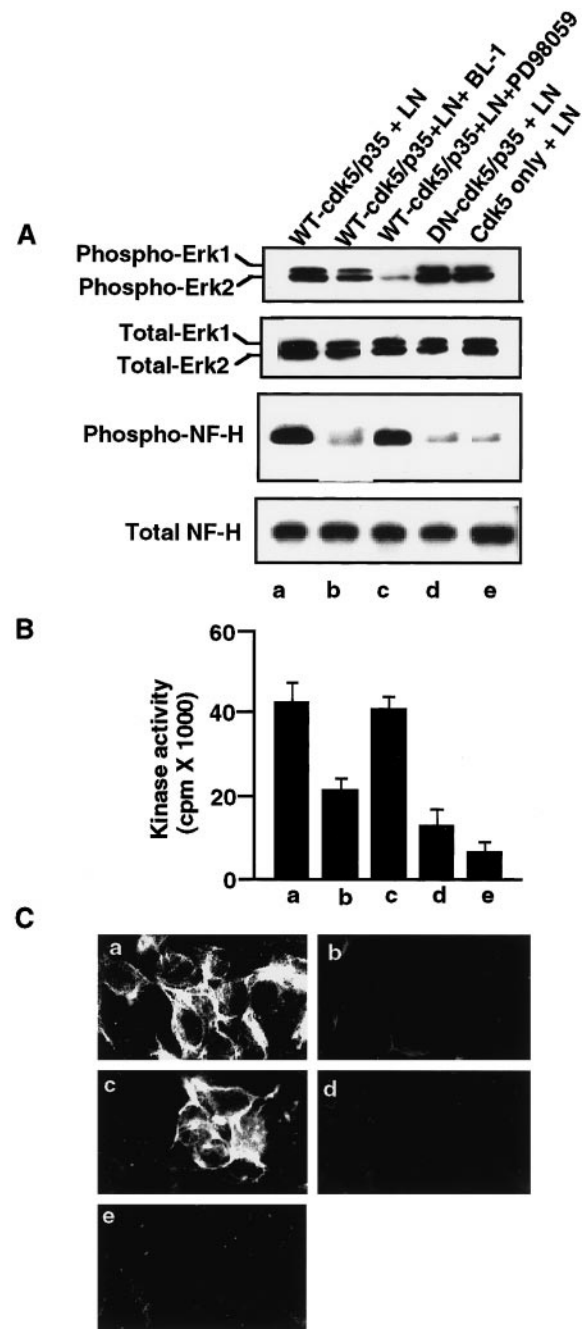 WT-cdk5/p35 + LN
WT-cdk5/p35+LN+ BL-1
WT-cdk5/p35+LN+PD98059
DN-cdk5/p35 + LN
Cdk5 only + LN
A
Phospho-Erk1
Phospho-Erk2
Total-Erk1
Total-Erk2
Phospho-NF-H
Total NF-H
a b c d e
B
Kinase activity
(cpm X 1000)
60
40
20
0
a b c d e
C
a b
c d
e